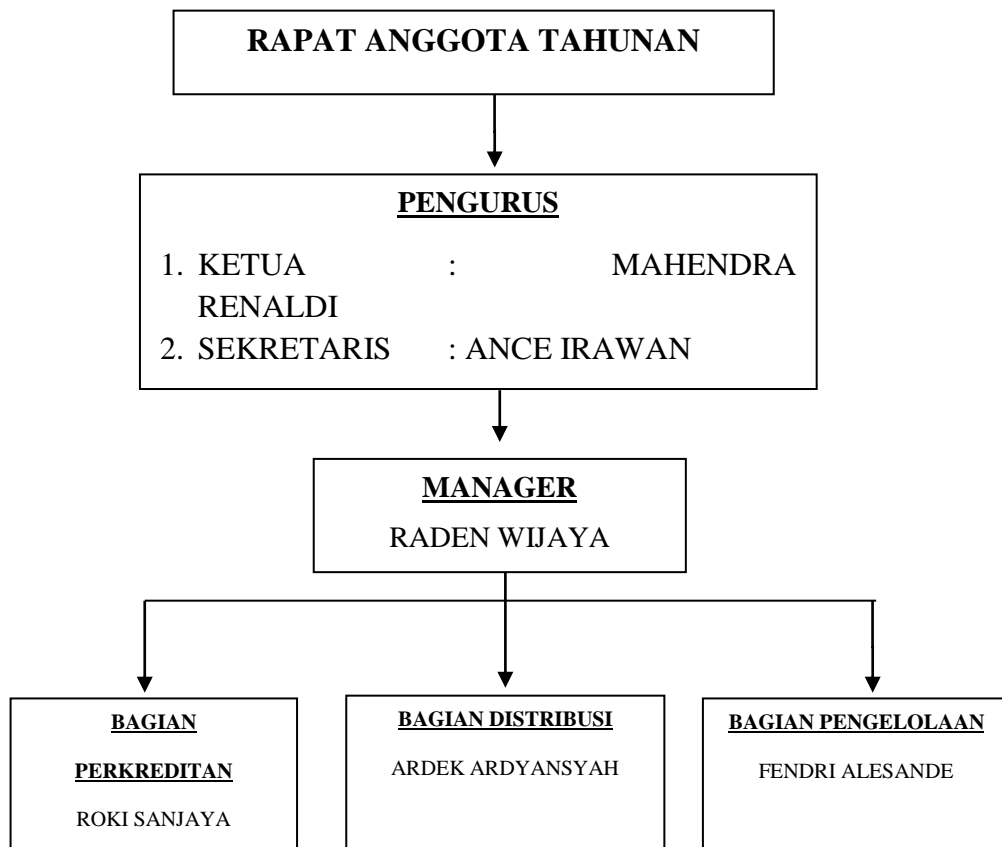 RAPAT ANGGOTA TAHUNAN
PENGURUS
1. KETUA : MAHENDRA
RENALDI
2. SEKRETARIS : ANCE IRAWAN
MANAGER
RADEN WIJAYA
BAGIAN
PERKREDITAN
ROKI SANJAYA
BAGIAN DISTRIBUSI
ARDEK ARDYANSYAH
BAGIAN PENGELOLAAN
FENDRI ALESANDE